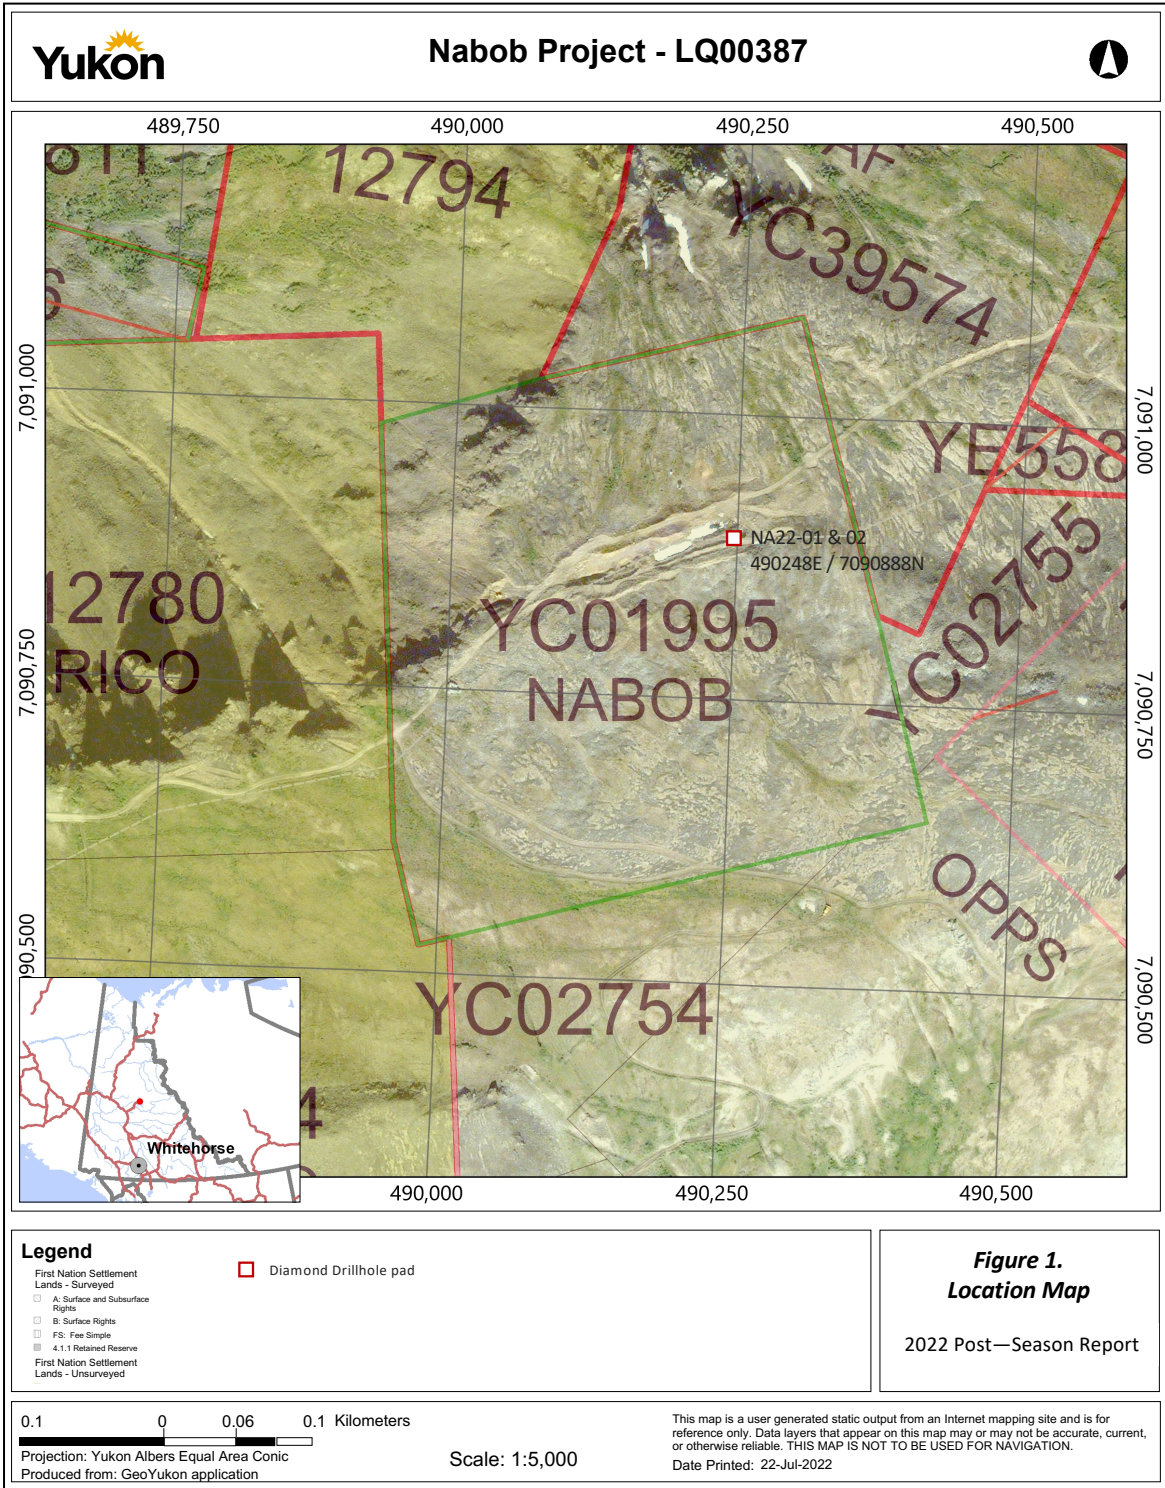 Yukon
Nabob Project - LQ00387
489,750
490,000
490,250
490,500
12794
AF
YC39574
7,091,000
7,091,000
YE558
NA22-01 & 02
490248E / 7090888N
12780
RICO
YC01995
NABOB
YC02755
7,090,750
7,090,750
OPPS
YC02754
7,090,500
4
Whitehorse
490,000
490,250
490,500
Legend
First Nation Settlement
Lands - Surveyed
A: Surface and Subsurface
Rights
B: Surface Rights
FS: Fee Simple
4.1.1 Retained Reserve
First Nation Settlement
Lands - Unsurveyed
Diamond Drillhole pad
Figure 1.
Location Map
2022 Post—Season Report
0.1 0 0.06 0.1 Kilometers
Projection: Yukon Albers Equal Area Conic
Produced from: GeoYukon application
Scale: 1:5,000
This map is a user generated static output from an Internet mapping site and is for
reference only. Data layers that appear on this map may or may not be accurate, current,
or otherwise reliable. THIS MAP IS NOT TO BE USED FOR NAVIGATION.
Date Printed: 22-Jul-2022